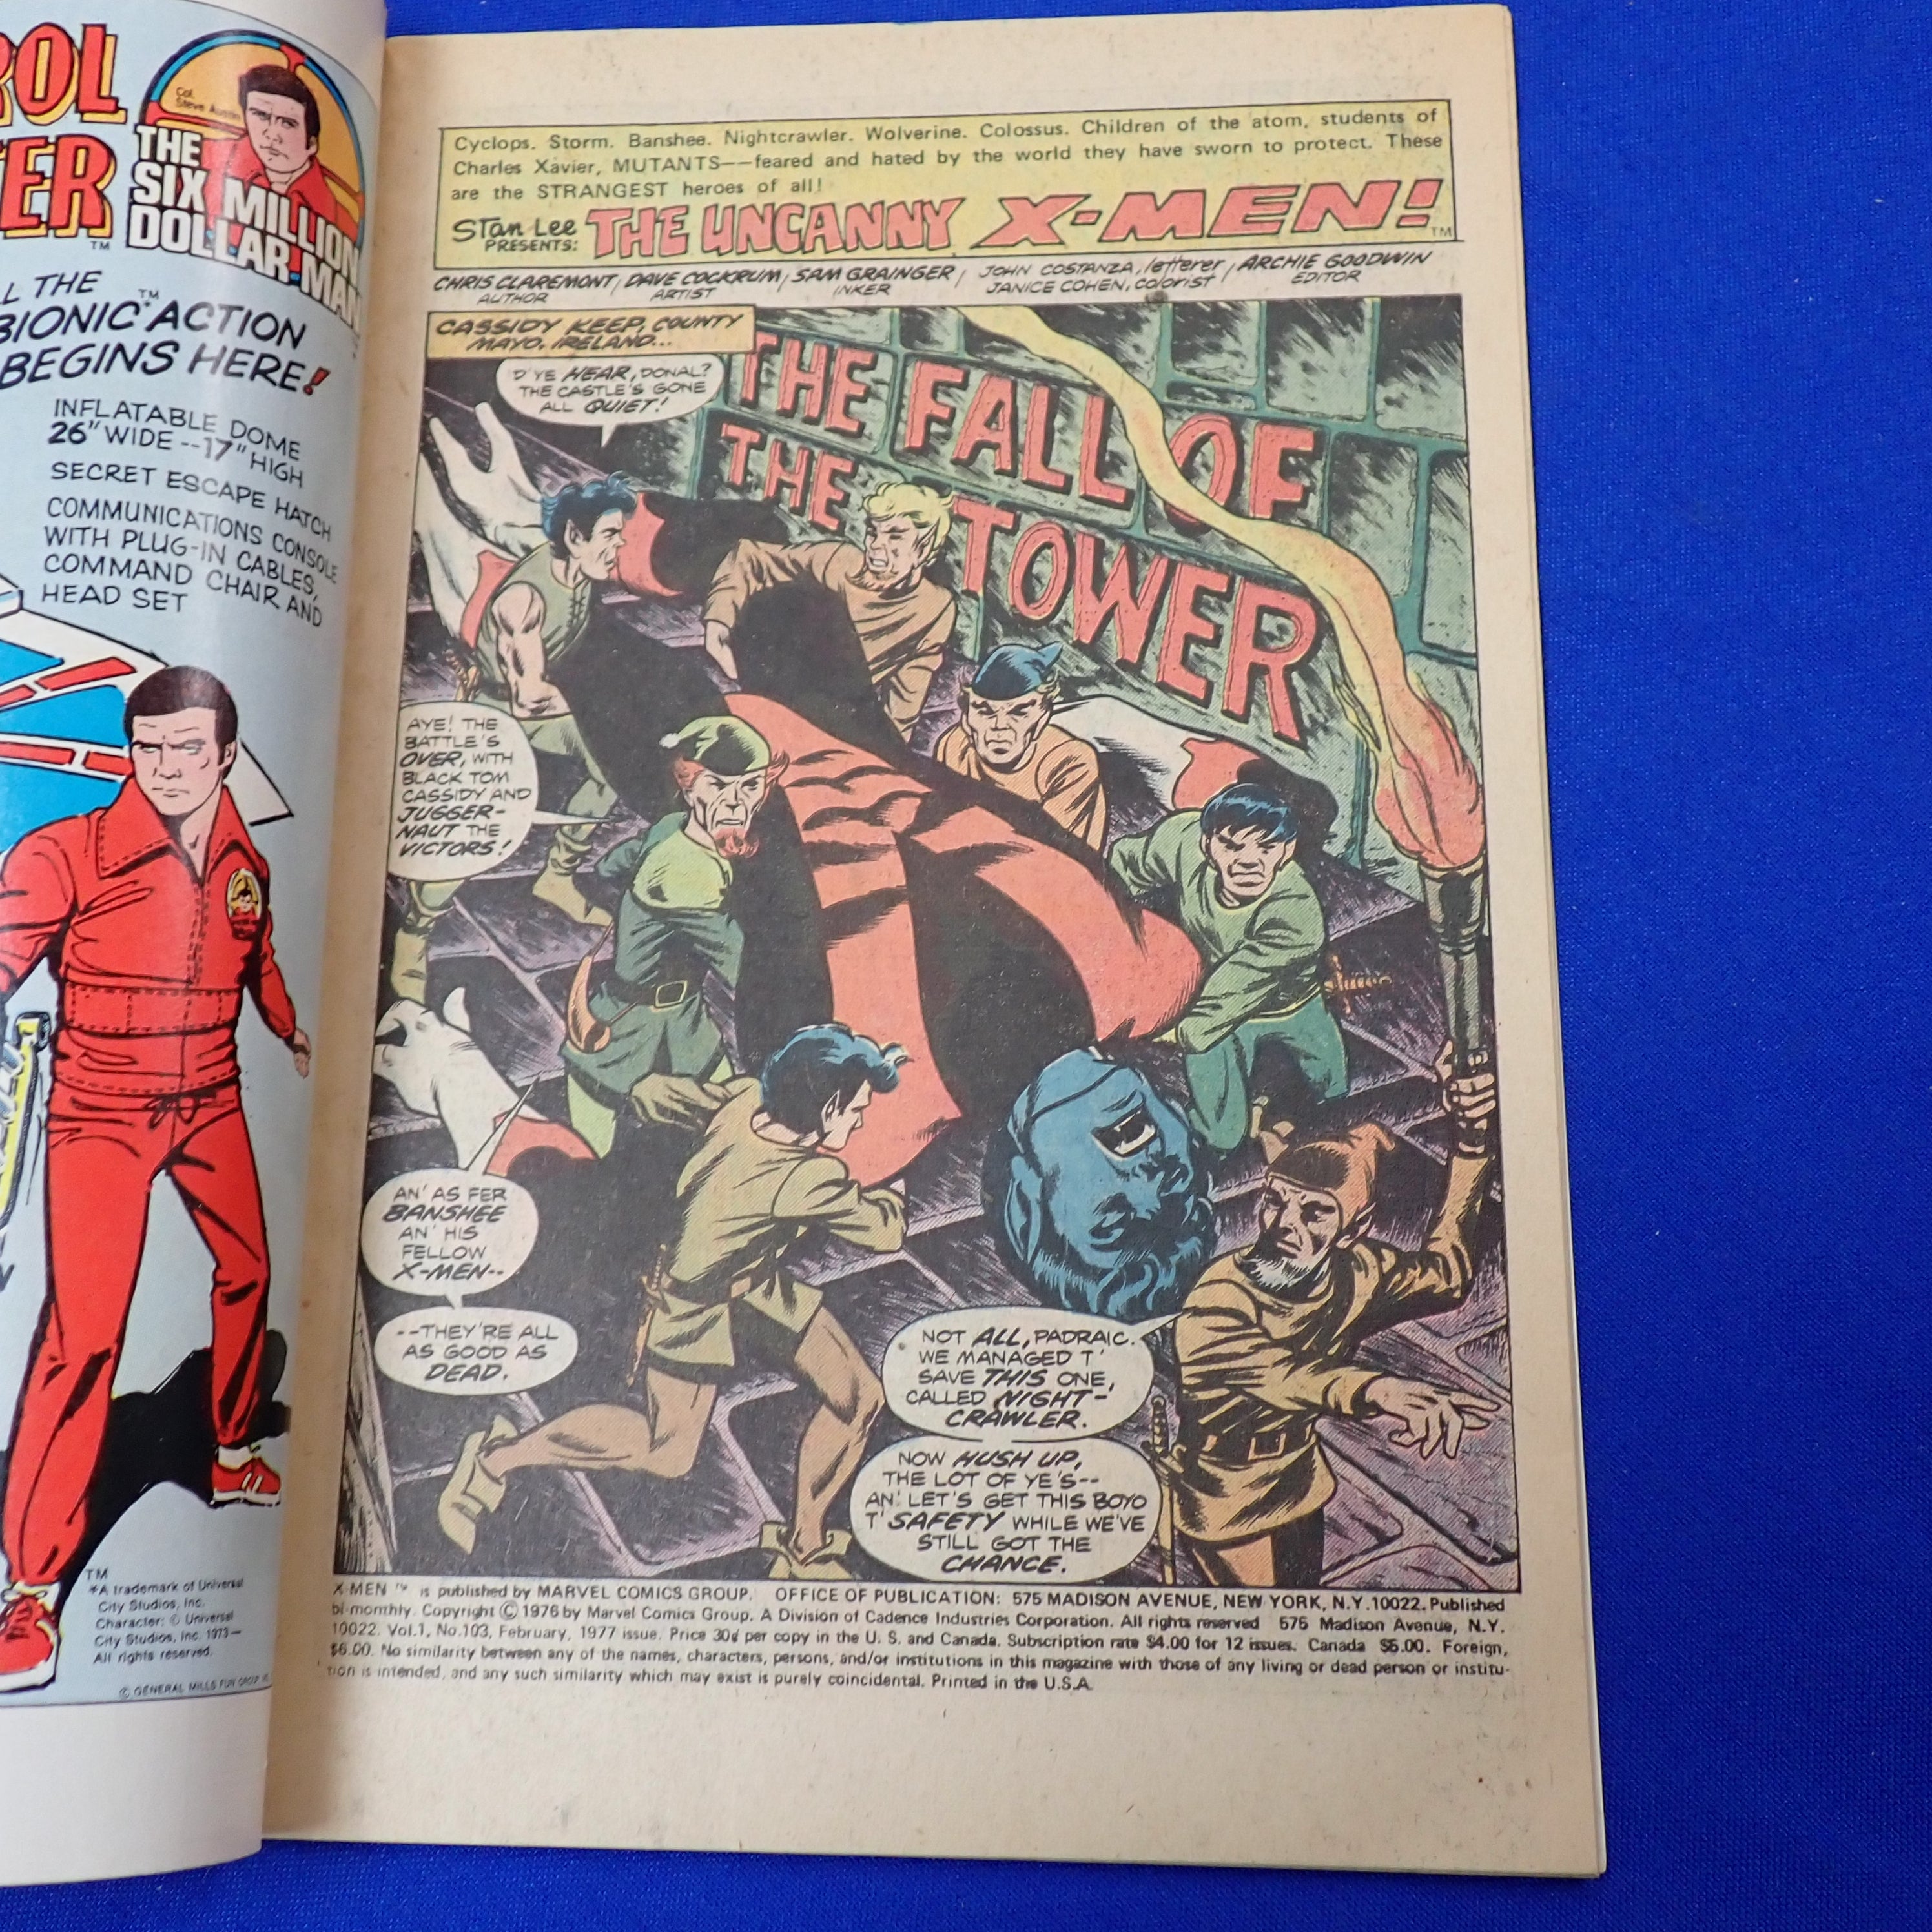 ROL
TER
TM
Col.
Steve Austin
THE
SIX MILLION
DOLLAR MAN
L THE
BIONIC™ ACTION
BEGINS HERE!
INFLATABLE DOME
26" WIDE--17" HIGH
SECRET ESCAPE HATCH
COMMUNICATIONS CONSOLE
WITH PLUG-IN CABLES,
COMMAND CHAIR AND
HEAD SET
TM
*A trademark of Universal
City Studios, Inc.
Character: © Universal
City Studios, Inc. 1973—
All rights reserved.
© GENERAL MILLS FUN GROUP
Cyclops. Storm. Banshee. Nightcrawler. Wolverine. Colossus. Children of the atom, students of
Charles Xavier, MUTANTS——feared and hated by the world they have sworn to protect. These
are the STRANGEST heroes of all!
Stan Lee
PRESENTS: THE UNCANNY X-MEN!™
CHRIS CLAREMONT / DAVE COCKRUM / SAM GRAINGER / JOHN COSTANZA, letterer / ARCHIE GOODWIN
AUTHOR ARTIST INKER JANICE COHEN, colorist EDITOR
CASSIDY KEEP, COUNTY
MAYO, IRELAND...
THE FALL OF
THE TOWER
D'YE HEAR, DONAL?
THE CASTLE'S GONE
ALL QUIET!
AYE! THE
BATTLE'S
OVER, WITH
BLACK TOM
CASSIDY AND
JUGGER-
NAUT THE
VICTORS!
AN' AS FER
BANSHEE
AN' HIS
FELLOW
X-MEN--
--THEY'RE ALL
AS GOOD AS
DEAD.
NOT ALL, PADRAIC.
WE MANAGED T'
SAVE THIS ONE,
CALLED NIGHT-
CRAWLER.
NOW HUSH UP,
THE LOT OF YE'S--
AN' LET'S GET THIS BOYO
T' SAFETY WHILE WE'VE
STILL GOT THE
CHANCE.
X-MEN ™ is published by MARVEL COMICS GROUP. OFFICE OF PUBLICATION: 575 MADISON AVENUE, NEW YORK, N.Y. 10022. Published
bi-monthly. Copyright © 1976 by Marvel Comics Group. A Division of Cadence Industries Corporation. All rights reserved 575 Madison Avenue, N.Y.
10022. Vol.1, No.103, February, 1977 issue. Price 30¢ per copy in the U. S. and Canada. Subscription rate $4.00 for 12 issues. Canada $5.00. Foreign,
$6.00. No similarity between any of the names, characters, persons, and/or institutions in this magazine with those of any living or dead person or institu-
tion is intended, and any such similarity which may exist is purely coincidental. Printed in the U.S.A.